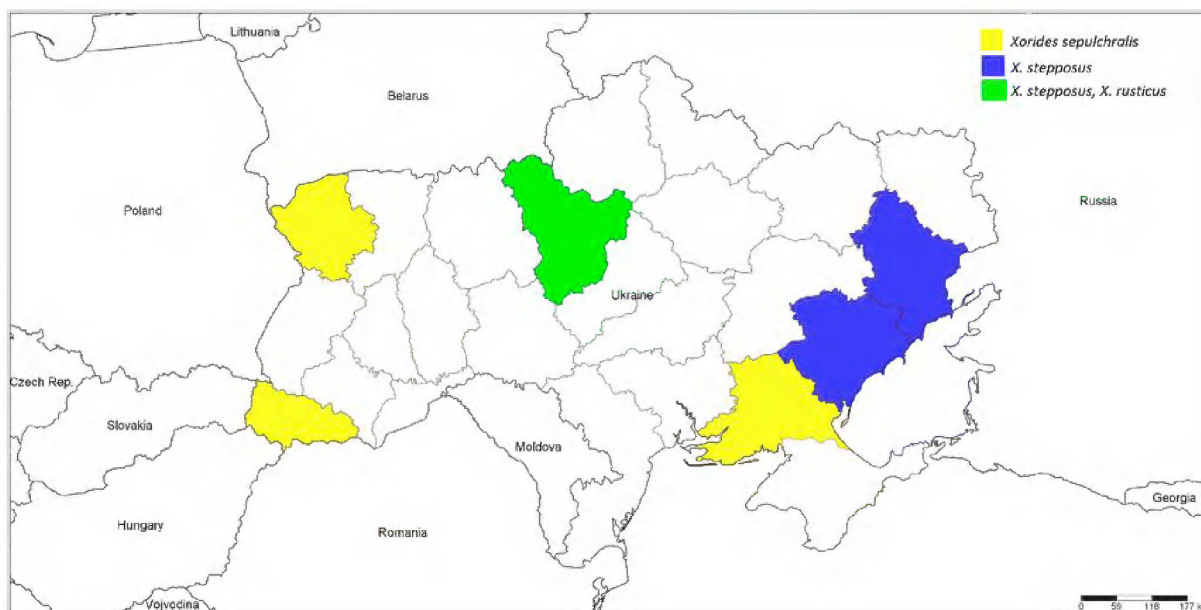 Lithuania
Xorides sepulchralis
X. stepposus
X. stepposus, X. rusticus
Belarus
Poland
Russia
Ukraine
Czech Rep.
Slovakia
Moldova
Hungary
Romania
Georgia
Vojvodina
0 59 118 177